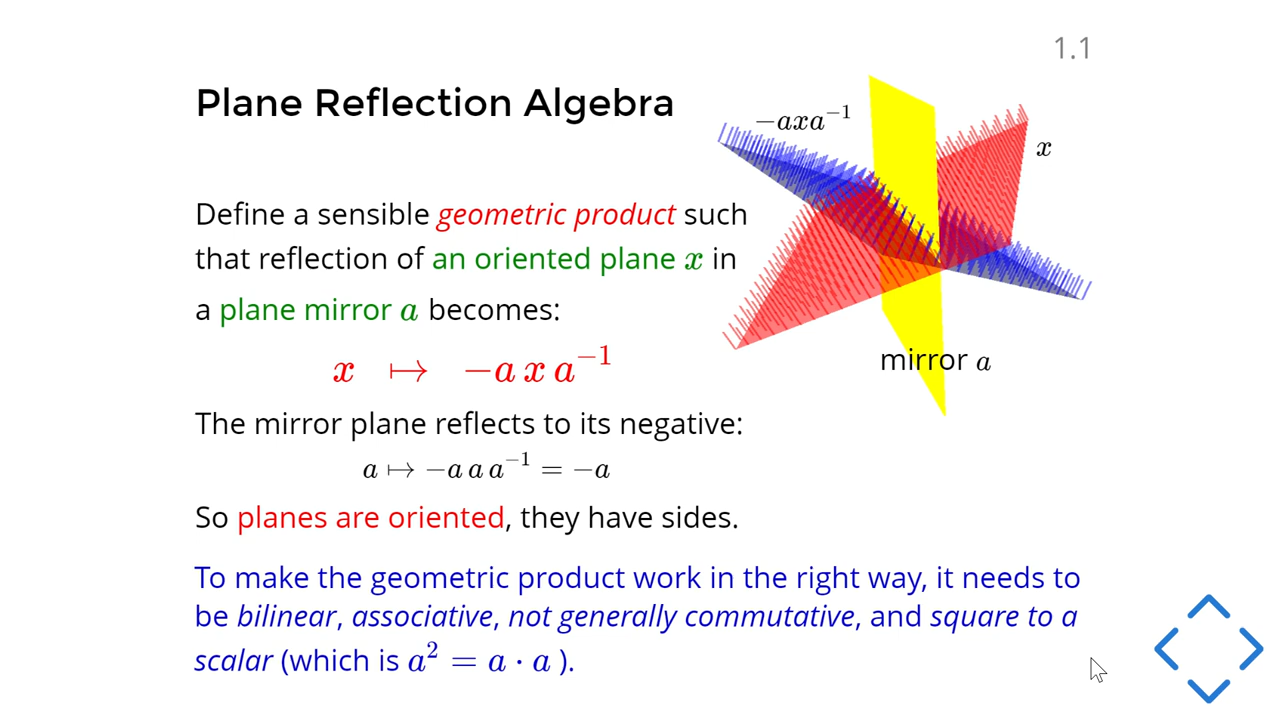 1.1
Plane Reflection Algebra
−axa⁻¹
x
Define a sensible geometric product such
that reflection of an oriented plane x in
a plane mirror a becomes:
mirror a
x ↦ −a x a⁻¹
The mirror plane reflects to its negative:
a ↦ −a a a⁻¹ = −a
So planes are oriented, they have sides.
To make the geometric product work in the right way, it needs to
be bilinear, associative, not generally commutative, and square to a
scalar (which is a² = a · a ).